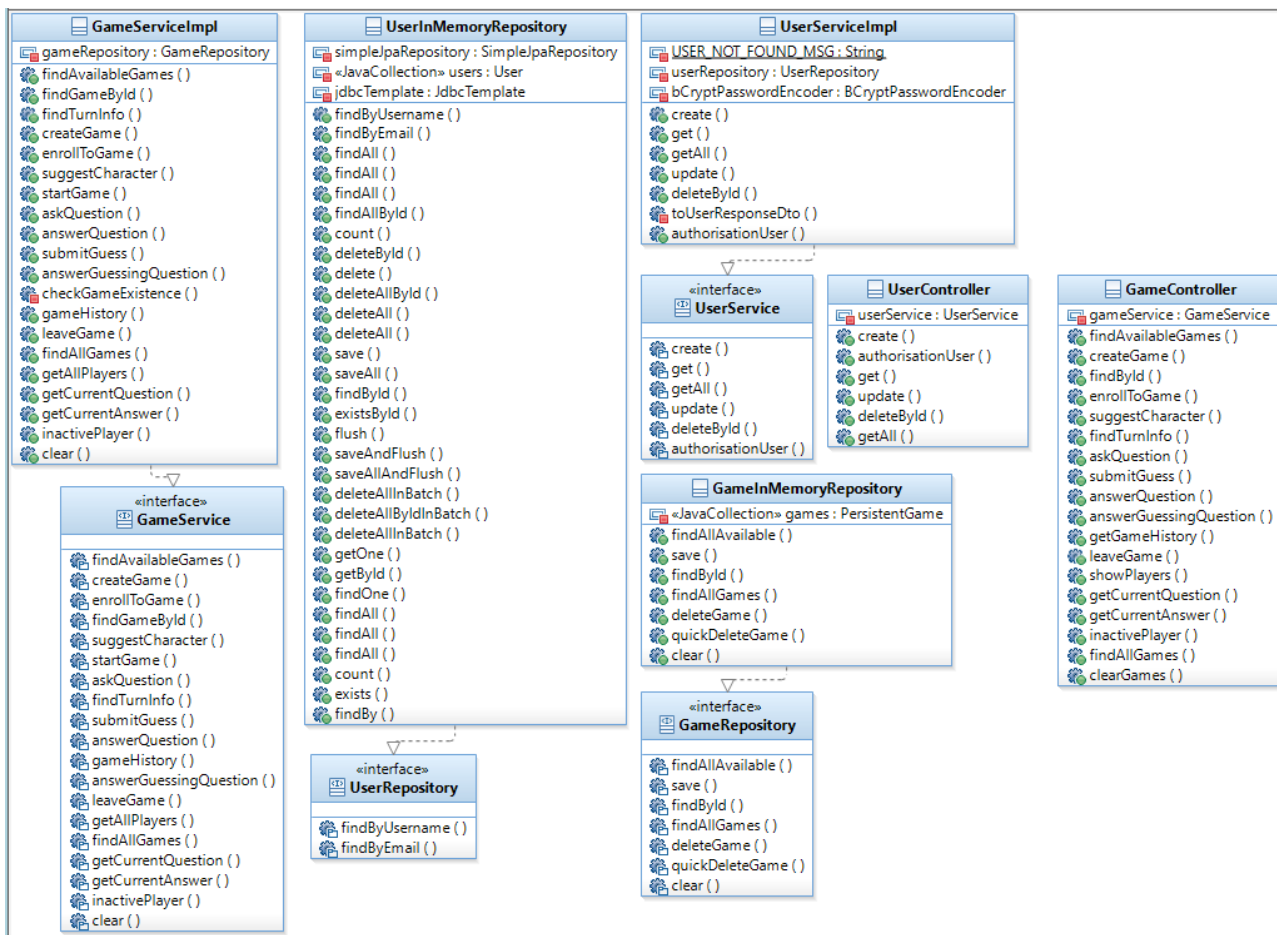 GameServiceImpl
gameRepository : GameRepository
findAvailableGames ( )
findGameById ( )
findTurnInfo ( )
createGame ( )
enrollToGame ( )
suggestCharacter ( )
startGame ( )
askQuestion ( )
answerQuestion ( )
submitGuess ( )
answerGuessingQuestion ( )
checkGameExistence ( )
gameHistory ( )
leaveGame ( )
findAllGames ( )
getAllPlayers ( )
getCurrentQuestion ( )
getCurrentAnswer ( )
inactivePlayer ( )
clear ( )
«interface»
GameService
findAvailableGames ( )
createGame ( )
enrollToGame ( )
findGameById ( )
suggestCharacter ( )
startGame ( )
askQuestion ( )
findTurnInfo ( )
submitGuess ( )
answerQuestion ( )
gameHistory ( )
answerGuessingQuestion ( )
leaveGame ( )
getAllPlayers ( )
findAllGames ( )
getCurrentQuestion ( )
getCurrentAnswer ( )
inactivePlayer ( )
clear ( )
UserInMemoryRepository
simpleJpaRepository : SimpleJpaRepository
«JavaCollection» users : User
jdbcTemplate : JdbcTemplate
findByUsername ( )
findByEmail ( )
findAll ( )
findAll ( )
findAll ( )
findAllById ( )
count ( )
deleteById ( )
delete ( )
deleteAllById ( )
deleteAll ( )
deleteAll ( )
save ( )
saveAll ( )
findById ( )
existsById ( )
flush ( )
saveAndFlush ( )
saveAllAndFlush ( )
deleteAllInBatch ( )
deleteAllByIdInBatch ( )
deleteAllInBatch ( )
getOne ( )
getById ( )
findOne ( )
findAll ( )
findAll ( )
findAll ( )
count ( )
exists ( )
findBy ( )
«interface»
UserRepository
findByUsername ( )
findByEmail ( )
UserServiceImpl
USER_NOT_FOUND_MSG : String
userRepository : UserRepository
bCryptPasswordEncoder : BCryptPasswordEncoder
create ( )
get ( )
getAll ( )
update ( )
deleteById ( )
toUserResponseDto ( )
authorisationUser ( )
«interface»
UserService
create ( )
get ( )
getAll ( )
update ( )
deleteById ( )
authorisationUser ( )
UserController
userService : UserService
create ( )
authorisationUser ( )
get ( )
update ( )
deleteById ( )
getAll ( )
GameInMemoryRepository
«JavaCollection» games : PersistentGame
findAllAvailable ( )
save ( )
findById ( )
findAllGames ( )
deleteGame ( )
quickDeleteGame ( )
clear ( )
«interface»
GameRepository
findAllAvailable ( )
save ( )
findById ( )
findAllGames ( )
deleteGame ( )
quickDeleteGame ( )
clear ( )
GameController
gameService : GameService
findAvailableGames ( )
createGame ( )
findById ( )
enrollToGame ( )
suggestCharacter ( )
findTurnInfo ( )
askQuestion ( )
submitGuess ( )
answerQuestion ( )
answerGuessingQuestion ( )
getGameHistory ( )
leaveGame ( )
showPlayers ( )
getCurrentQuestion ( )
getCurrentAnswer ( )
inactivePlayer ( )
findAllGames ( )
clearGames ( )